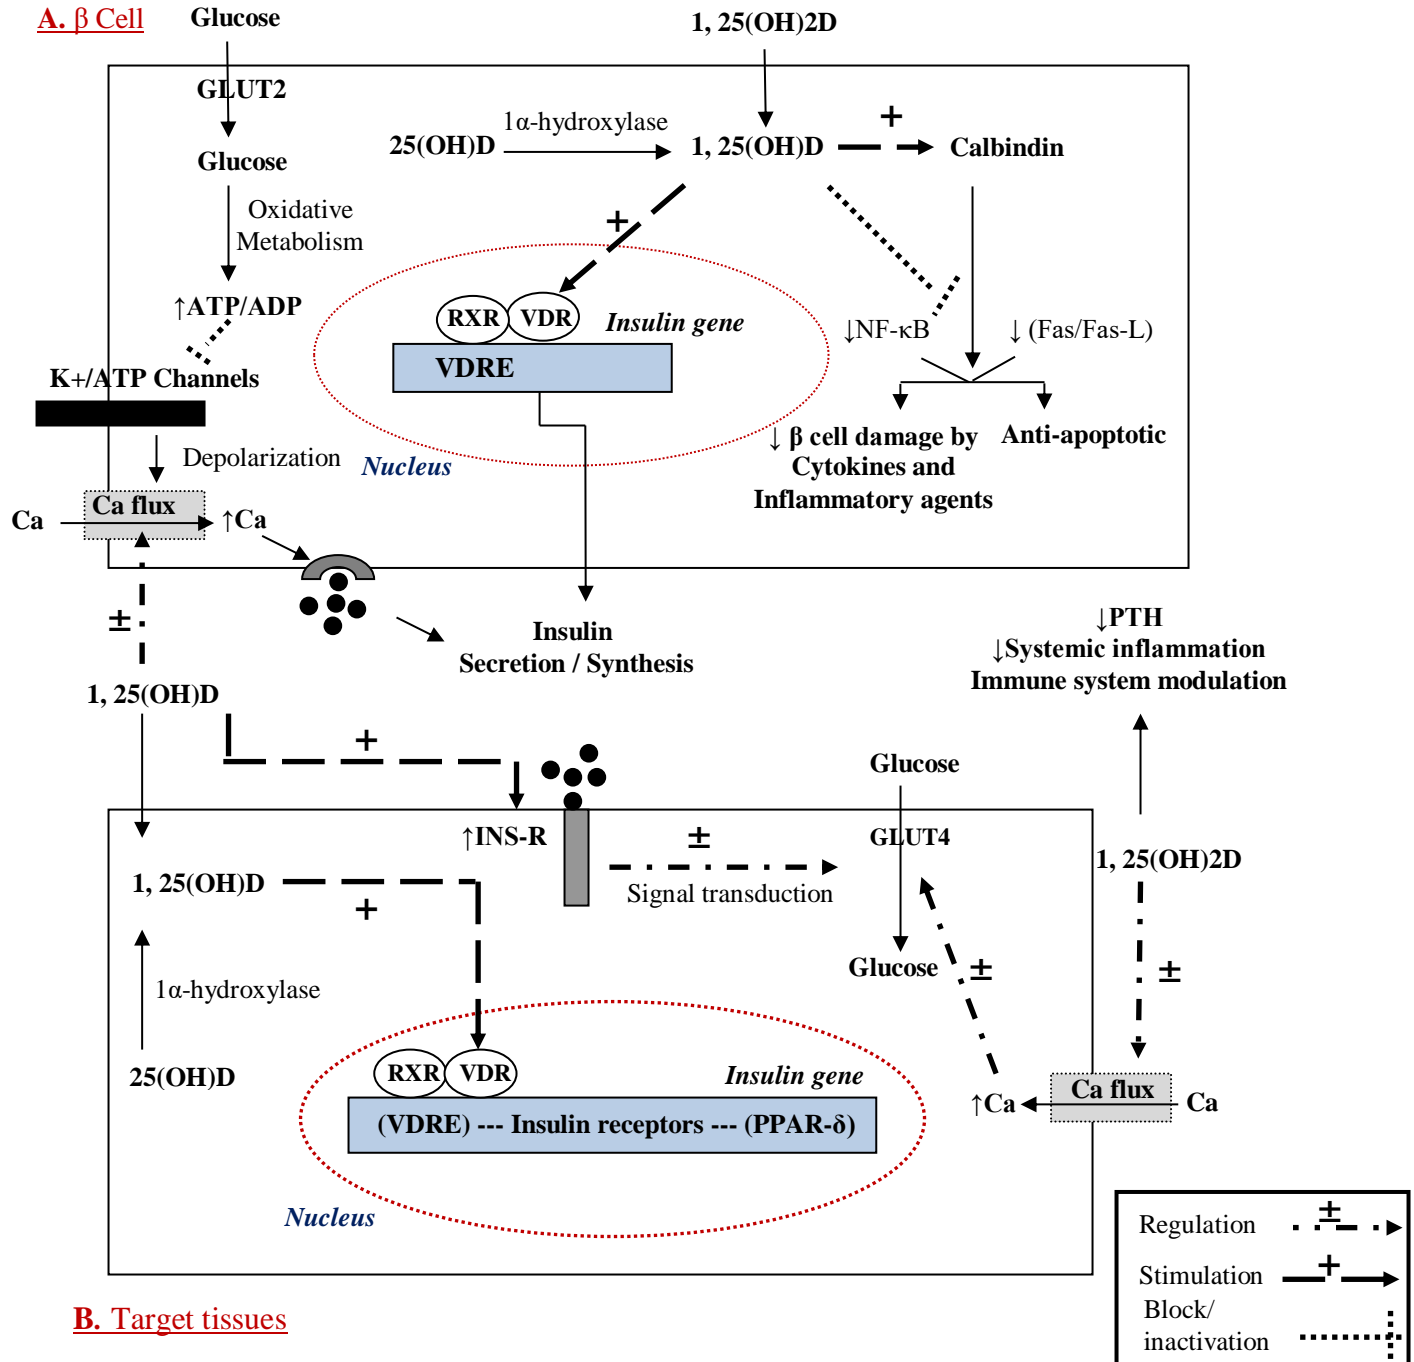 A. β Cell
Glucose
1, 25(OH)2D
GLUT2
1α-hydroxylase
+
25(OH)D
1, 25(OH)D
Calbindin
Glucose
Oxidative
Metabolism
+
↑ATP/ADP
RXR
VDR
Insulin gene
↓NF-κB
↓ (Fas/Fas-L)
VDRE
K+/ATP Channels
↓ β cell damage by
Cytokines and
Inflammatory agents
Anti-apoptotic
Depolarization
Nucleus
Ca
Ca flux
↑Ca
±
Insulin
Secretion / Synthesis
↓PTH
↓Systemic inflammation
Immune system modulation
1, 25(OH)D
+
Glucose
↑INS-R
±
GLUT4
1, 25(OH)2D
1, 25(OH)D
+
Signal transduction
Glucose
±
±
1α-hydroxylase
25(OH)D
RXR
VDR
Insulin gene
(VDRE) --- Insulin receptors --- (PPAR-δ)
↑Ca
Ca flux
Ca
Nucleus
Regulation
±
Stimulation
+
Block/
inactivation
B. Target tissues